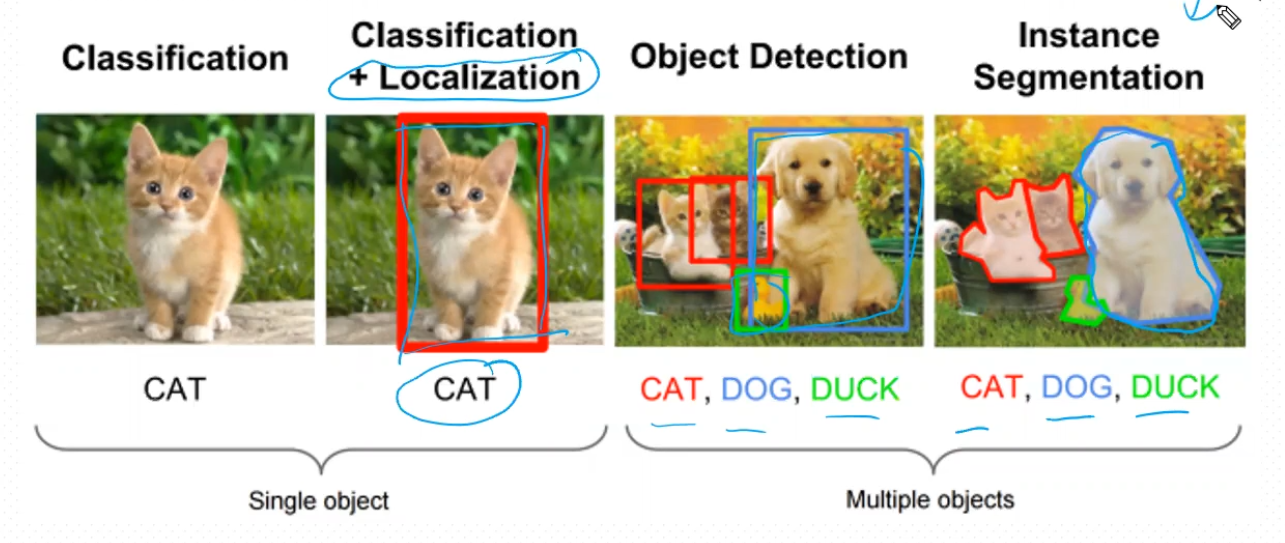 Classification
Classification
+ Localization
Object Detection
Instance
Segmentation
CAT
CAT
CAT, DOG, DUCK
CAT, DOG, DUCK
Single object
Multiple objects